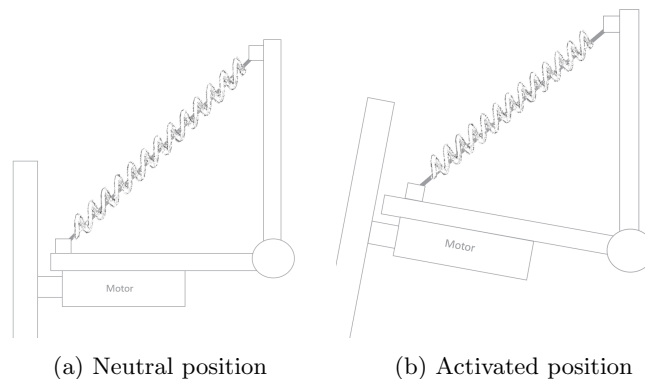 Motor
Motor
(a) Neutral position
(b) Activated position